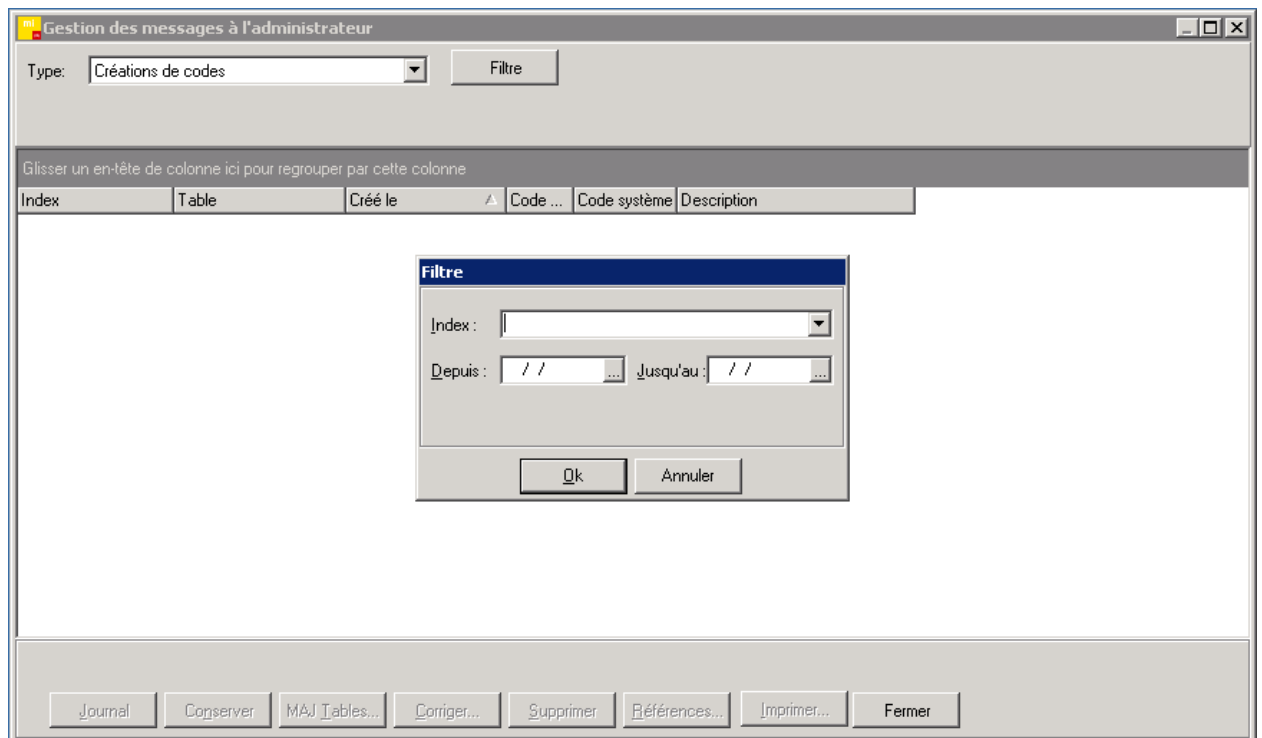 Gestion des messages à l'administrateur
Type: Créations de codes Filtre
Glisser un en-tête de colonne ici pour regrouper par cette colonne
Index Table Créé le Code ... Code système Description
Filtre
Index :
Depuis : / / ... Jusqu'au : / / ...
Ok Annuler
Journal Conserver MAJ Tables... Corriger... Supprimer Références... Imprimer... Fermer